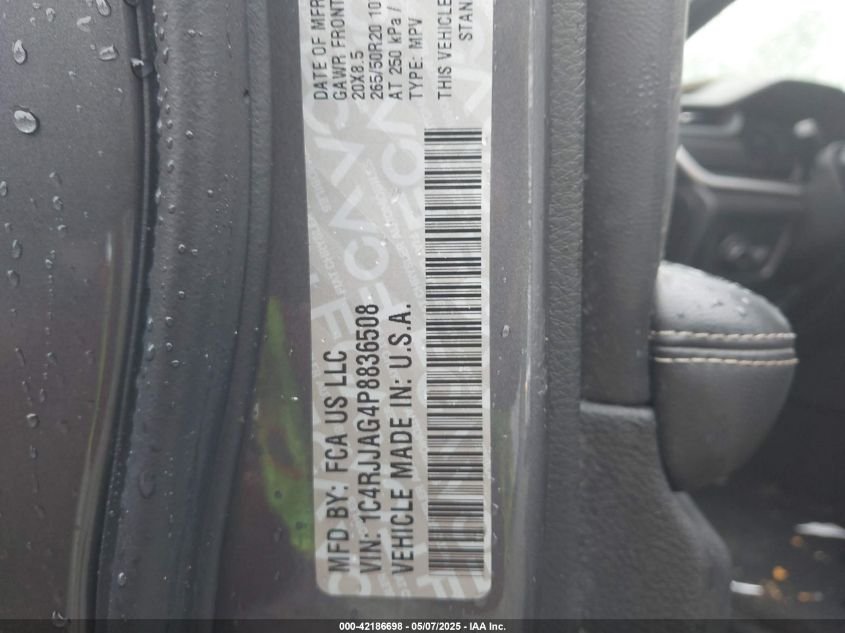 MFD BY: FCA US LLC
VIN: 1C4RJJAG4P8836508
VEHICLE MADE IN: U.S.A.
DATE OF MFR
GAWR FRONT
20X8.5
265/50R20 10
AT 250 kPa /
TYPE: MPV
THIS VEHICLE
STAN
000-42186698 - 05/07/2025 - IAA Inc.